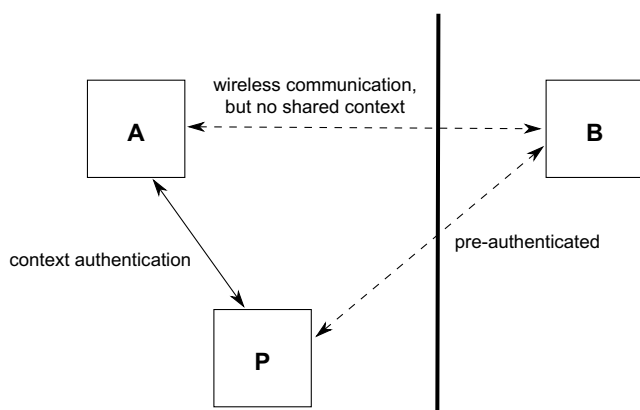 wireless communication,
but no shared context
A
B
pre-authenticated
context authentication
P